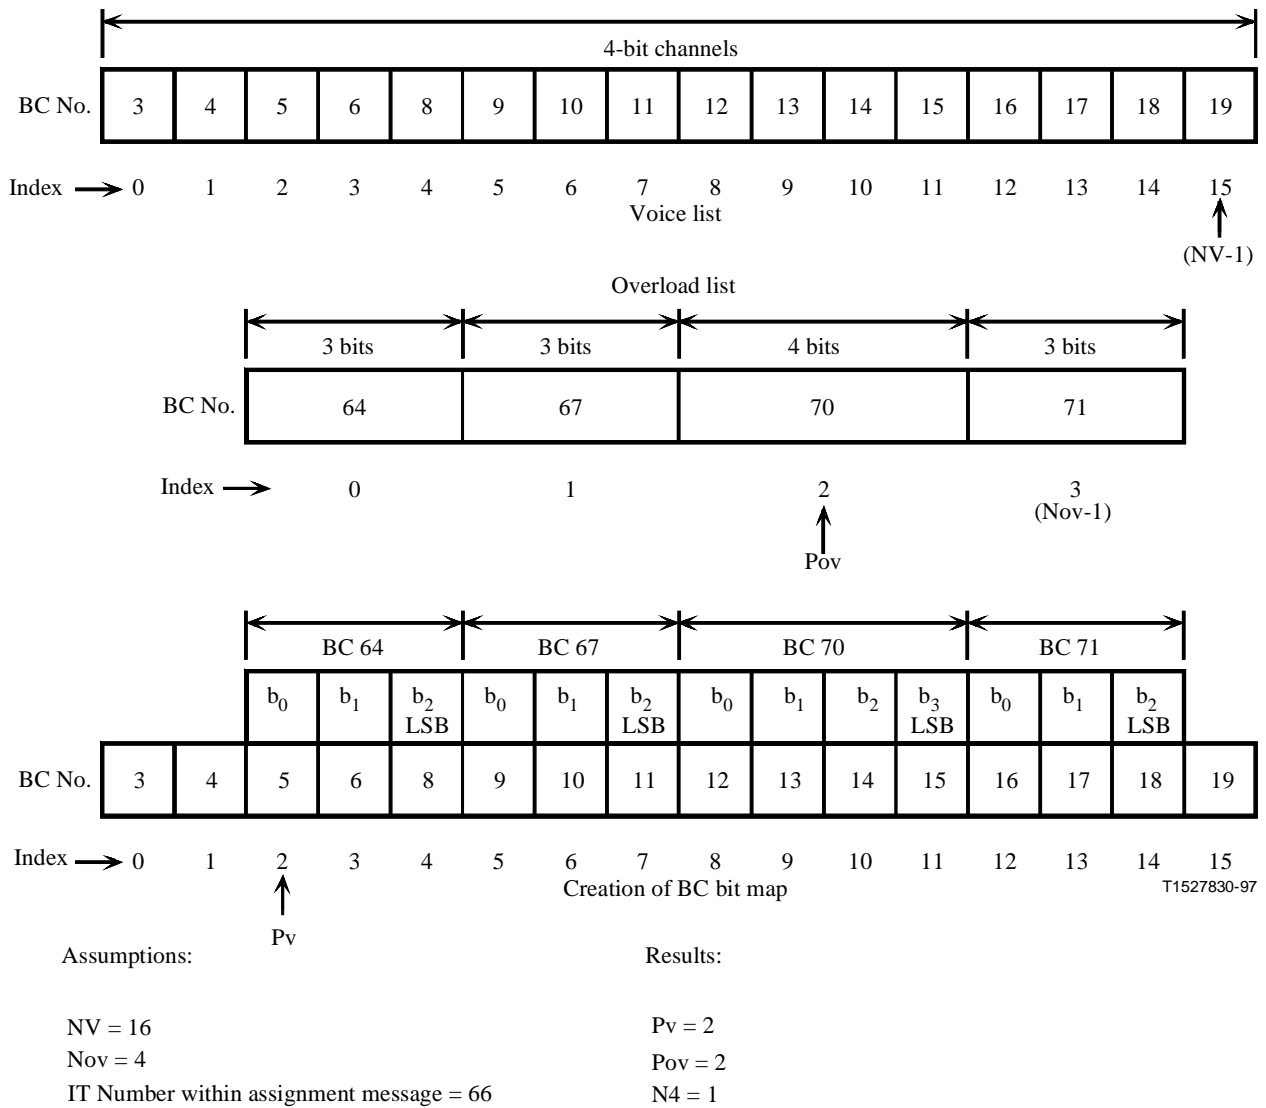 4-bit channels
BC No. 3 4 5 6 8 9 10 11 12 13 14 15 16 17 18 19
Index 0 1 2 3 4 5 6 7 8 9 10 11 12 13 14 15
Voice list
(NV-1)
Overload list
3 bits 3 bits 4 bits 3 bits
BC No. 64 67 70 71
Index 0 1 2 3
(Nov-1)
Pov
BC 64 BC 67 BC 70 BC 71
b0 b1 b2 b0 b1 b2 b0 b1 b2 b3 b0 b1 b2
LSB LSB LSB LSB
BC No. 3 4 5 6 8 9 10 11 12 13 14 15 16 17 18 19
Index 0 1 2 3 4 5 6 7 8 9 10 11 12 13 14 15
Creation of BC bit map
T1527830-97
Pv
Assumptions: Results:
NV = 16 Pv = 2
Nov = 4 Pov = 2
IT Number within assignment message = 66 N4 = 1